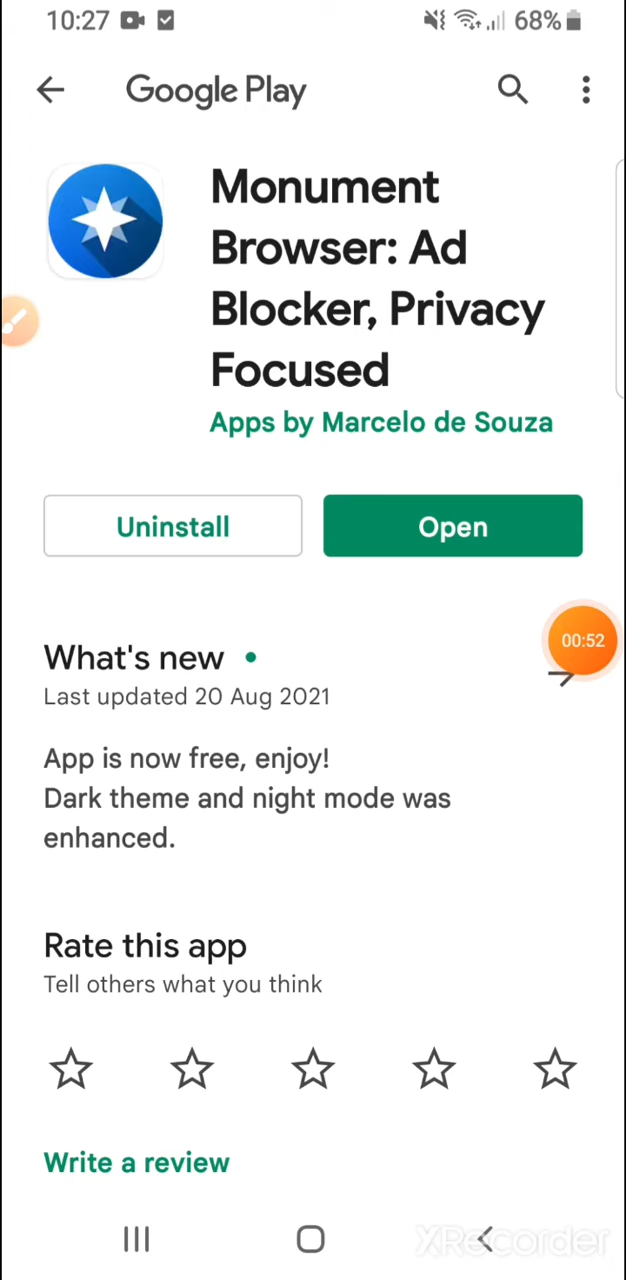 10:27
68%
Google Play
Monument
Browser: Ad
Blocker, Privacy
Focused
Apps by Marcelo de Souza
Uninstall
Open
00:52
What's new
Last updated 20 Aug 2021
App is now free, enjoy!
Dark theme and night mode was
enhanced.
Rate this app
Tell others what you think
Write a review
XRecorder